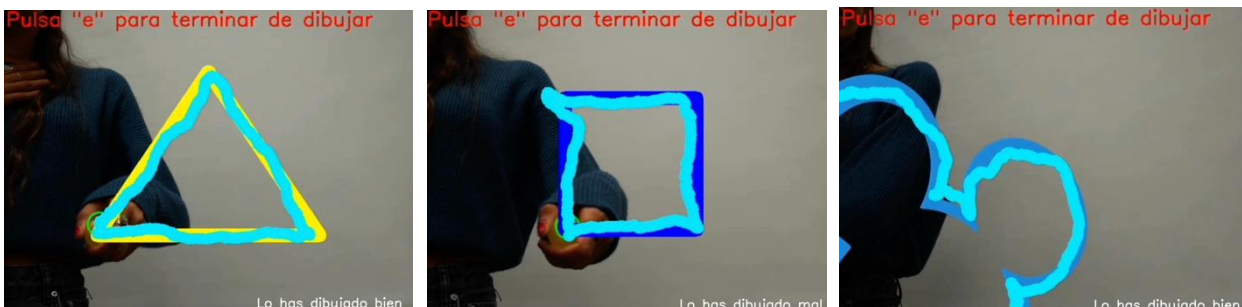 Pulsa "e" para terminar de dibujar
Lo has dibujado bien
Pulsa "e" para terminar de dibujar
Lo has dibujado mal
Pulsa "e" para terminar de dibujar
Lo has dibujado bien